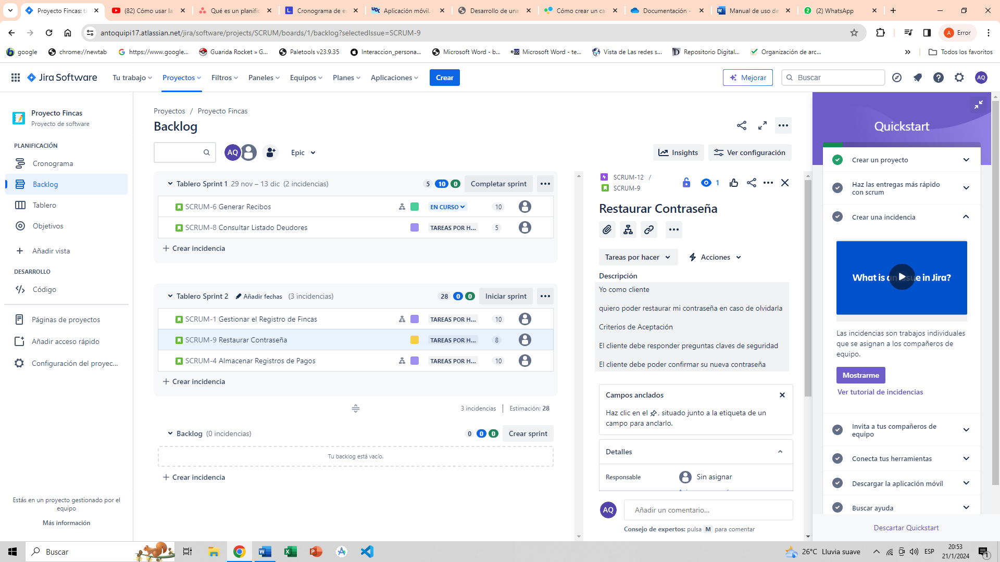 Proyecto Fincas: ta
(82) Cómo usar la
Qué es un planific
Cronograma de es
Aplicación móvil.
Desarrollo de una
Cómo crear un cal
Documentación -
Manual de uso de
(2) WhatsApp
antoquipi17.atlassian.net/jira/software/projects/SCRUM/boards/1/backlog?selectedIssue=SCRUM-9
A Error
google
chrome://newtab
https://www.google...
Guarida Rocket » G...
Paletools v23.9.35
Interaccion_persona...
Microsoft Word - b...
Microsoft Word - te...
Vista de Las redes s...
Repositorio Digital...
Organización de arc...
Todos los favoritos
Jira Software
Tu trabajo
Proyectos
Filtros
Paneles
Equipos
Planes
Aplicaciones
Crear
Mejorar
Buscar
AQ
Proyecto Fincas
Proyecto de software
PLANIFICACIÓN
Cronograma
Backlog
Tablero
Objetivos
Añadir vista
DESARROLLO
Código
Páginas de proyectos
Añadir acceso rápido
Configuración del proyec...
Estás en un proyecto gestionado por el
equipo
Más información
Proyectos / Proyecto Fincas
Backlog
AQ
Epic
Insights
Ver configuración
Tablero Sprint 1 29 nov – 13 dic (2 incidencias)
5 10 0 Completar sprint
SCRUM-6 Generar Recibos EN CURSO 10
SCRUM-8 Consultar Listado Deudores TAREAS POR H... 5
+ Crear incidencia
Tablero Sprint 2 Añadir fechas (3 incidencias)
28 0 0 Iniciar sprint
SCRUM-1 Gestionar el Registro de Fincas TAREAS POR H... 10
SCRUM-9 Restaurar Contraseña TAREAS POR H... 8
SCRUM-4 Almacenar Registros de Pagos TAREAS POR H... 10
+ Crear incidencia
3 incidencias Estimación: 28
Backlog (0 incidencias)
0 0 0 Crear sprint
Tu backlog está vacío.
+ Crear incidencia
SCRUM-12 /
SCRUM-9
1
Restaurar Contraseña
Tareas por hacer
Acciones
Descripción
Yo como cliente
quiero poder restaurar mi contraseña en caso de olvidarla
Criterios de Aceptación
El cliente debe responder preguntas claves de seguridad
El cliente debe poder confirmar su nueva contraseña
Campos anclados
Haz clic en el , situado junto a la etiqueta de un
campo para anclarlo.
Detalles
Responsable
Sin asignar
AQ
Añadir un comentario...
Consejo de expertos: pulsa M para comentar
Quickstart
Crear un proyecto
Haz las entregas más rápido
con scrum
Crear una incidencia
What is an issue in Jira?
Las incidencias son trabajos individuales
que se asignan a los compañeros de
equipo.
Mostrarme
Ver tutorial de incidencias
Invita a tus compañeros de
equipo
Conecta tus herramientas
Descargar la aplicación móvil
Buscar ayuda
Descartar Quickstart
Buscar
26°C Lluvia suave
ESP
20:53
21/1/2024
1